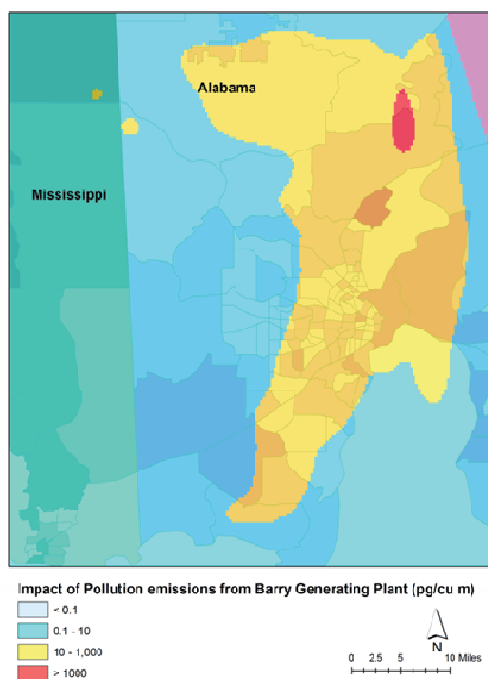 Alabama
Mississippi
Impact of Pollution emissions from Barry Generating Plant (pg/cu m)
< 0.1
0.1 - 10
10 - 1,000
> 1000
N
0 2.5 5 10 Miles